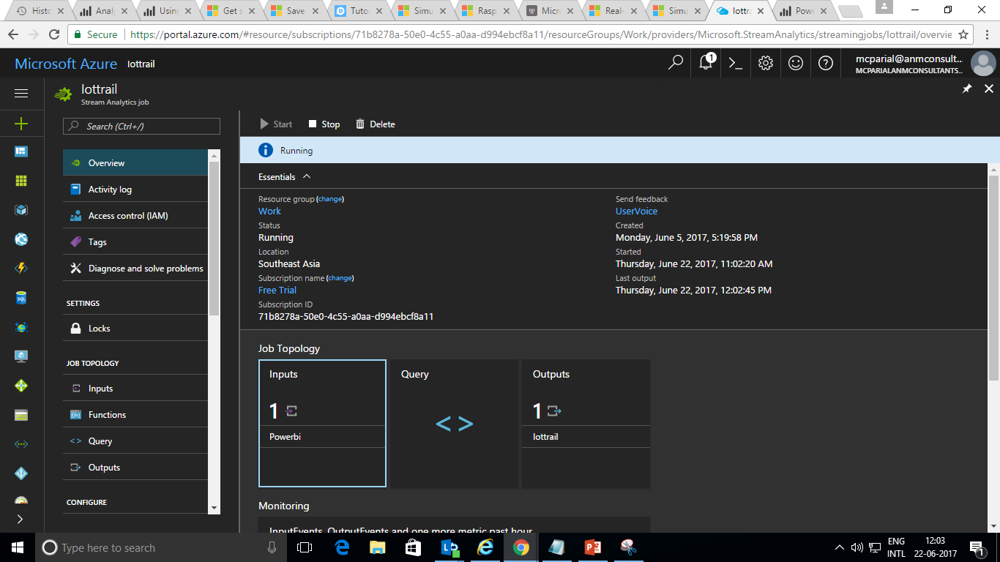 Histo
Analy
Using
Get s
Save
Tutor
Simu
Rasp
Micro
Real-
Simu
Iottra
Powe
Secure
https://portal.azure.com/#resource/subscriptions/71b8278a-50e0-4c55-a0aa-d994ebcf8a11/resourceGroups/Work/providers/Microsoft.StreamAnalytics/streamingjobs/Iottrail/overvie
Microsoft Azure Iottrail
1
mcparial@anmconsult...
MCPARIALANMCONSULTANTS...
Iottrail
Stream Analytics job
Search (Ctrl+/)
Overview
Activity log
Access control (IAM)
Tags
Diagnose and solve problems
SETTINGS
Locks
JOB TOPOLOGY
Inputs
Functions
Query
Outputs
CONFIGURE
SQL
Start Stop Delete
Running
Essentials
Resource group (change)
Work
Status
Running
Location
Southeast Asia
Subscription name (change)
Free Trial
Subscription ID
71b8278a-50e0-4c55-a0aa-d994ebcf8a11
Send feedback
UserVoice
Created
Monday, June 5, 2017, 5:19:58 PM
Started
Thursday, June 22, 2017, 11:02:20 AM
Last output
Thursday, June 22, 2017, 12:02:45 PM
Job Topology
Inputs
1
Powerbi
Query
< >
Outputs
1
Iottrail
Monitoring
InputEvents, OutputEvents and one more metric past hour
Type here to search
ENG
INTL
12:03
22-06-2017
1